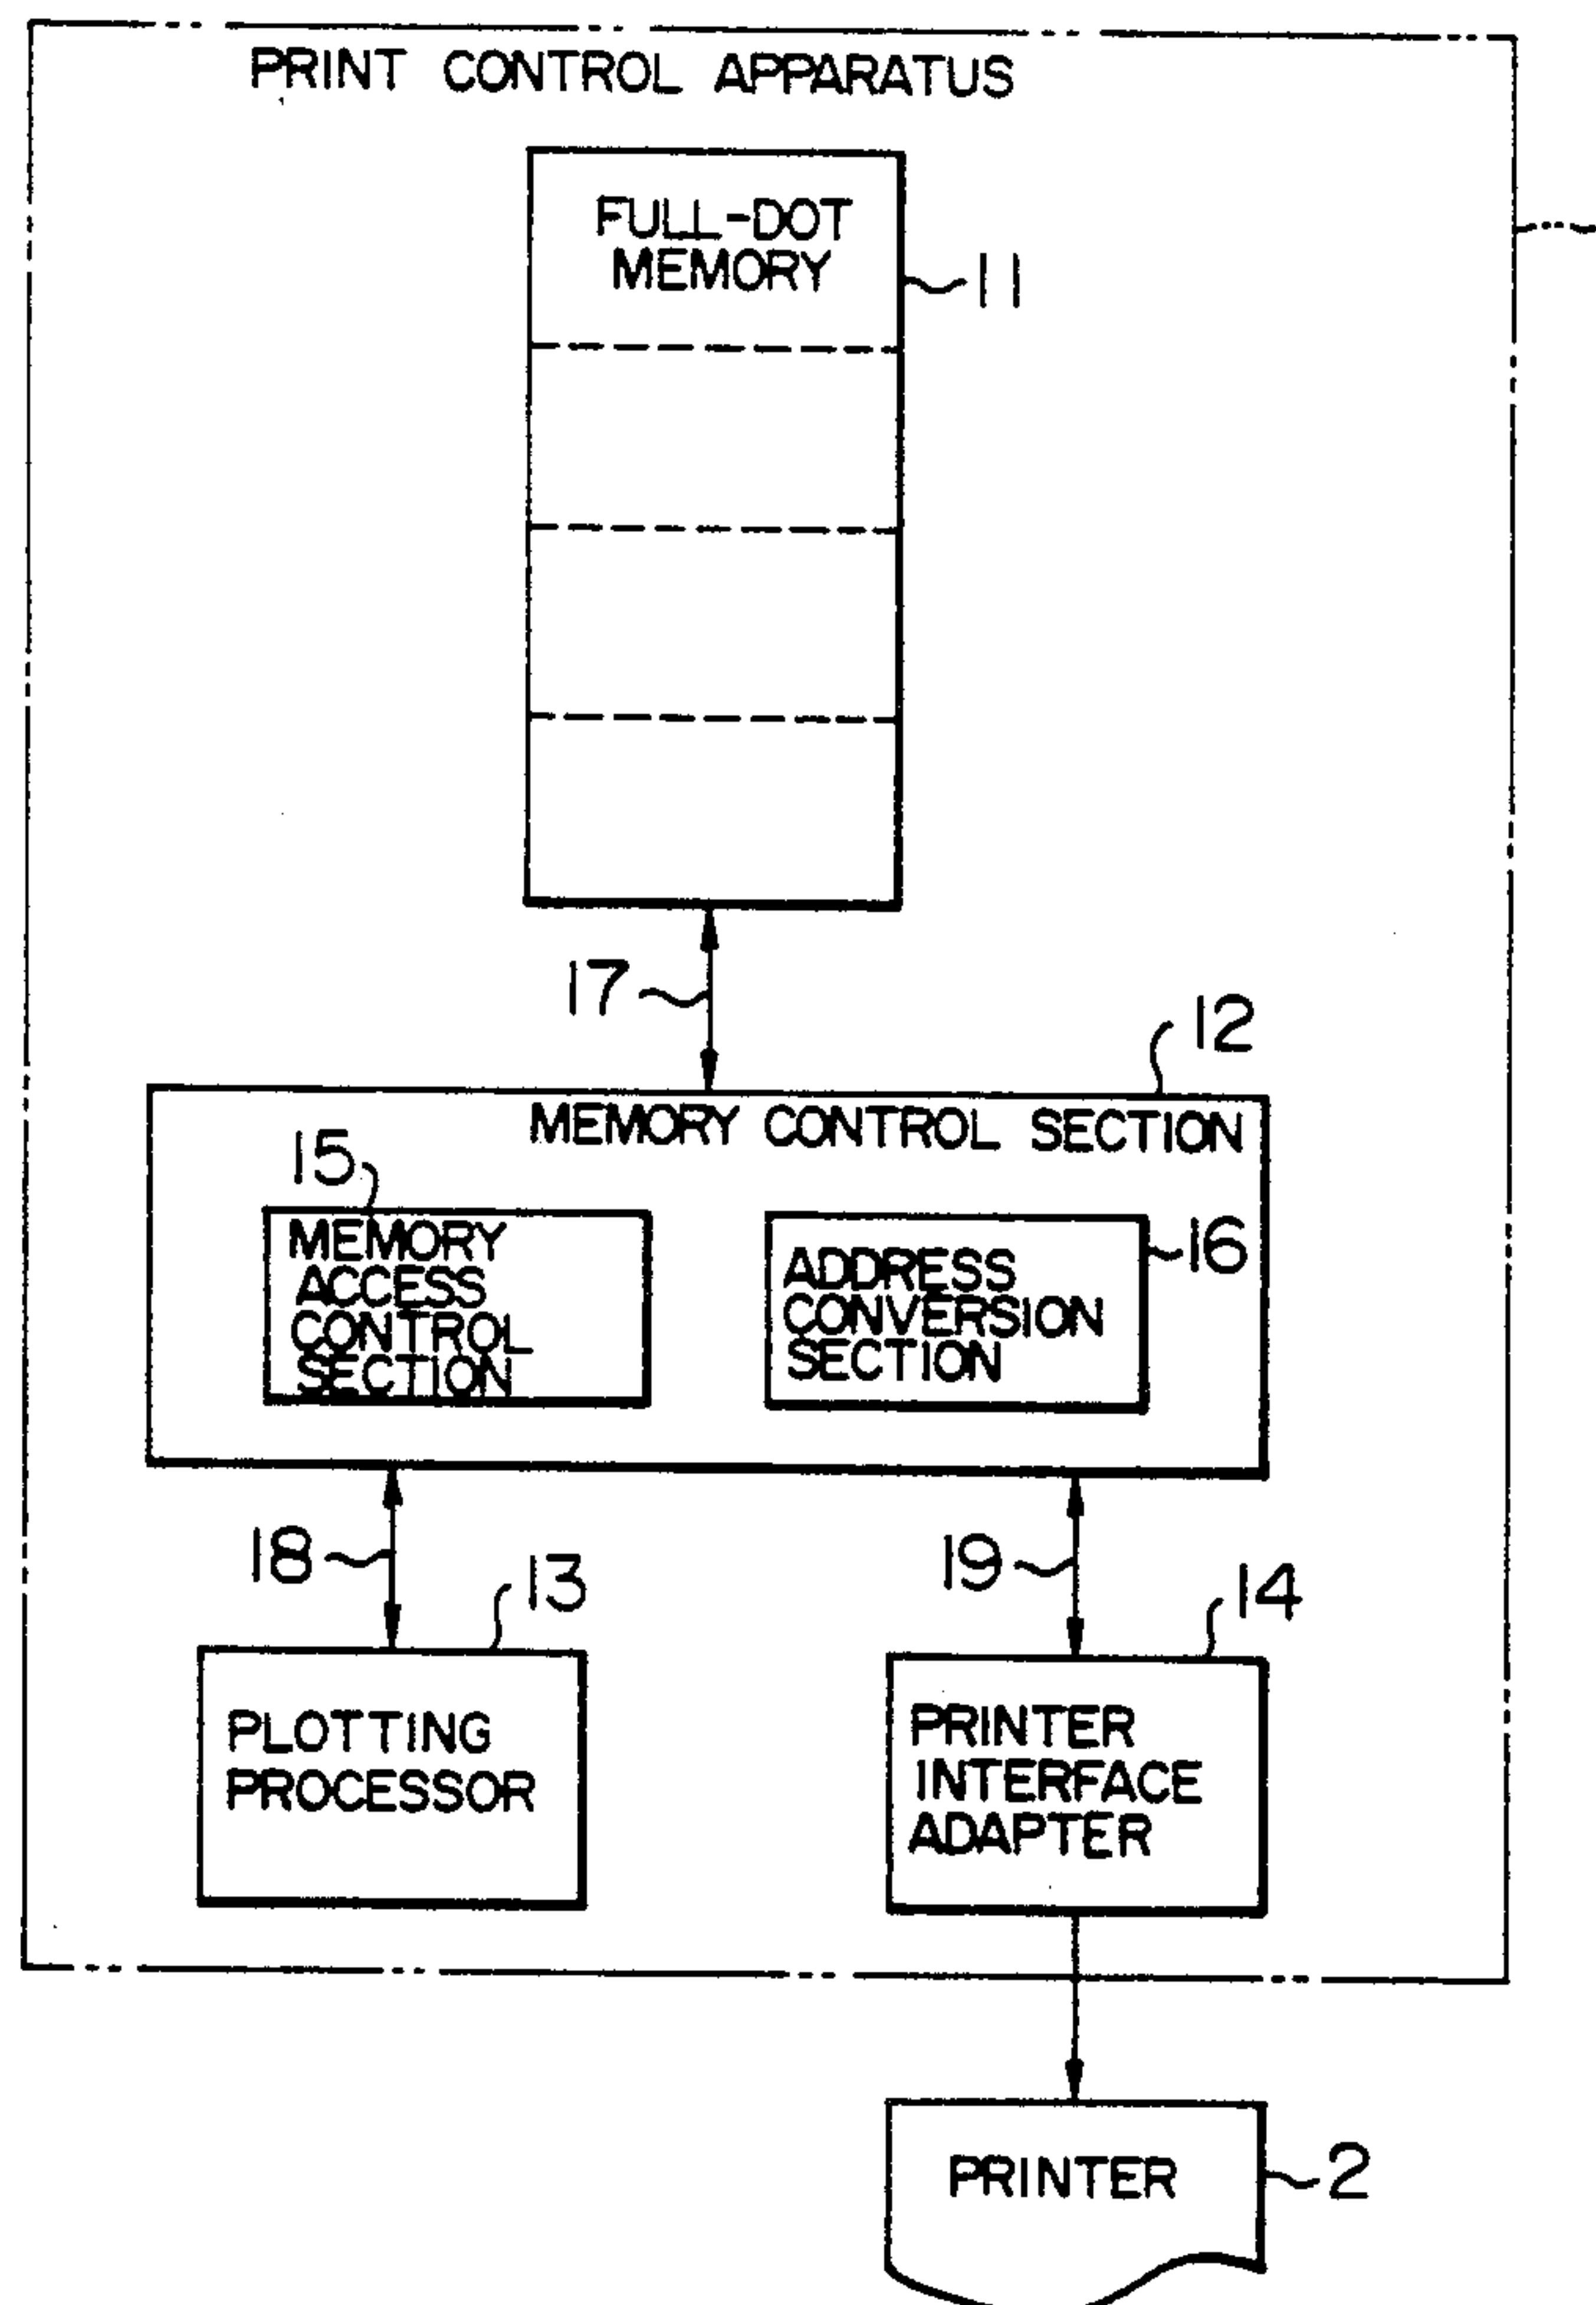 PRINT CONTROL APPARATUS
FULL-DOT
MEMORY
11
17
12
MEMORY CONTROL SECTION
15
MEMORY
ACCESS
CONTROL
SECTION
ADDRESS
CONVERSION
SECTION
16
18
13
19
14
PLOTTING
PROCESSOR
PRINTER
INTERFACE
ADAPTER
PRINTER
2